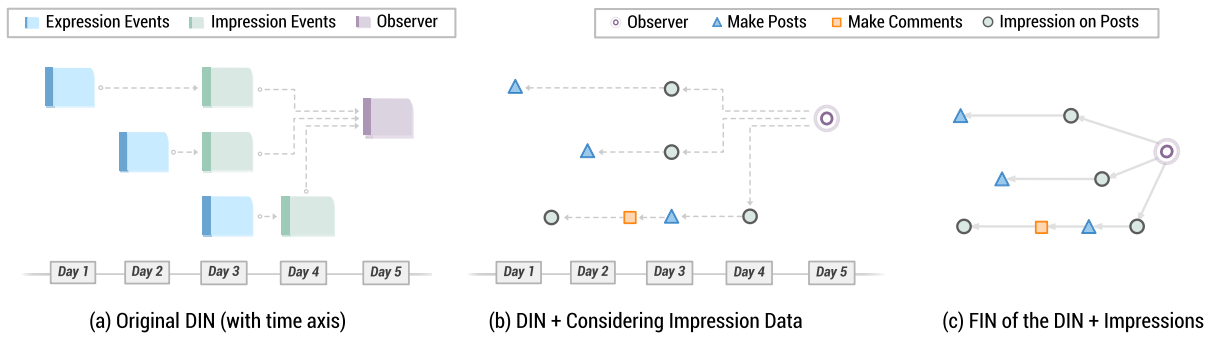 Expression Events Impression Events Observer
Observer Make Posts Make Comments Impression on Posts
Day 1 Day 2 Day 3 Day 4 Day 5
Day 1 Day 2 Day 3 Day 4 Day 5
(a) Original DIN (with time axis)
(b) DIN + Considering Impression Data
(c) FIN of the DIN + Impressions